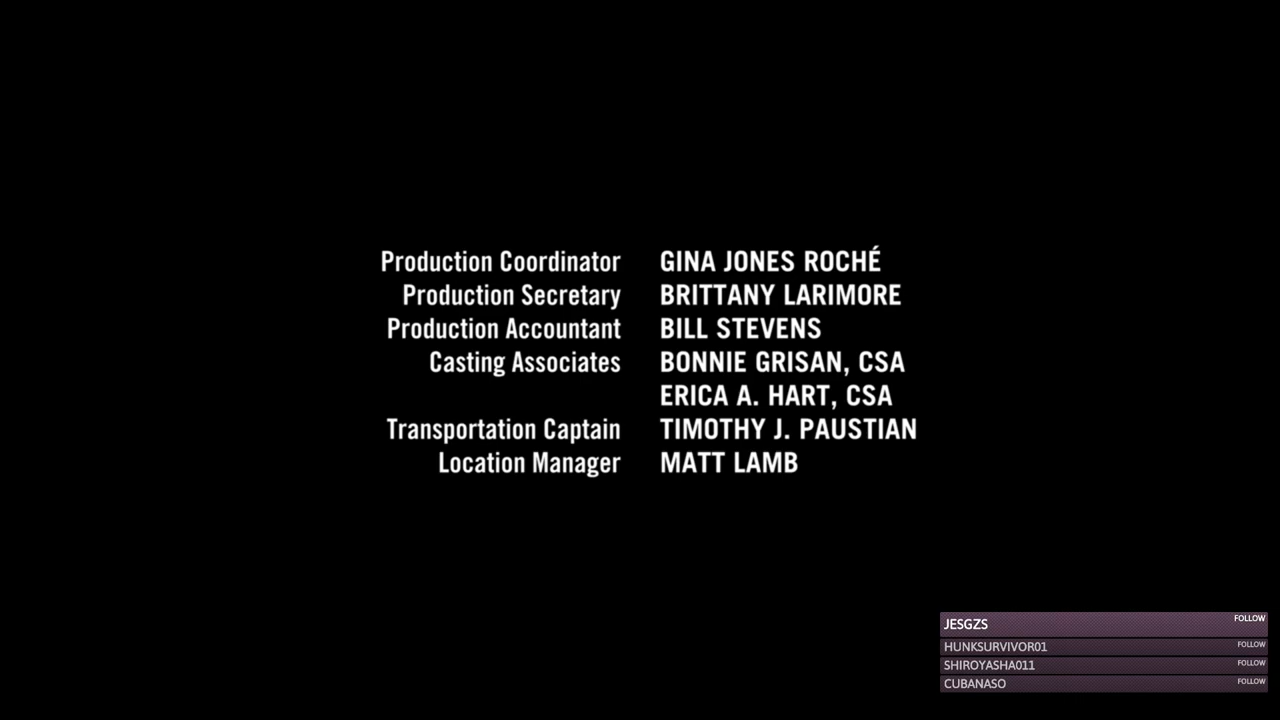 Production Coordinator GINA JONES ROCHÉ
Production Secretary BRITTANY LARIMORE
Production Accountant BILL STEVENS
Casting Associates BONNIE GRISAN, CSA
ERICA A. HART, CSA
Transportation Captain TIMOTHY J. PAUSTIAN
Location Manager MATT LAMB
JESGZS FOLLOW
HUNKSURVIVOR01 FOLLOW
SHIROYASHA011 FOLLOW
CUBANASO FOLLOW